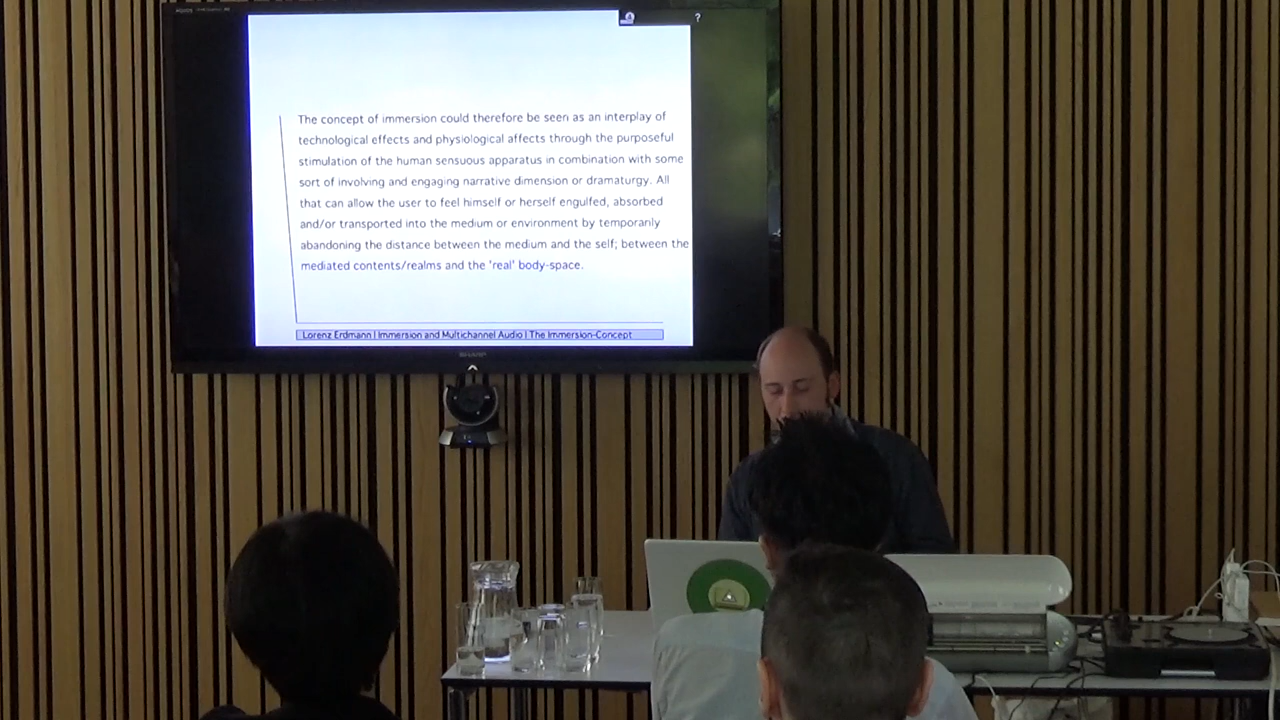 ?
The concept of immersion could therefore be seen as an interplay of
technological effects and physiological affects through the purposeful
stimulation of the human sensuous apparatus in combination with some
sort of involving and engaging narrative dimension or dramaturgy. All
that can allow the user to feel himself or herself engulfed, absorbed
and/or transported into the medium or environment by temporarily
abandoning the distance between the medium and the self; between the
mediated contents/realms and the 'real' body-space.
Lorenz Erdmann | Immersion and Multichannel Audio | The Immersion-Concept
SHARP